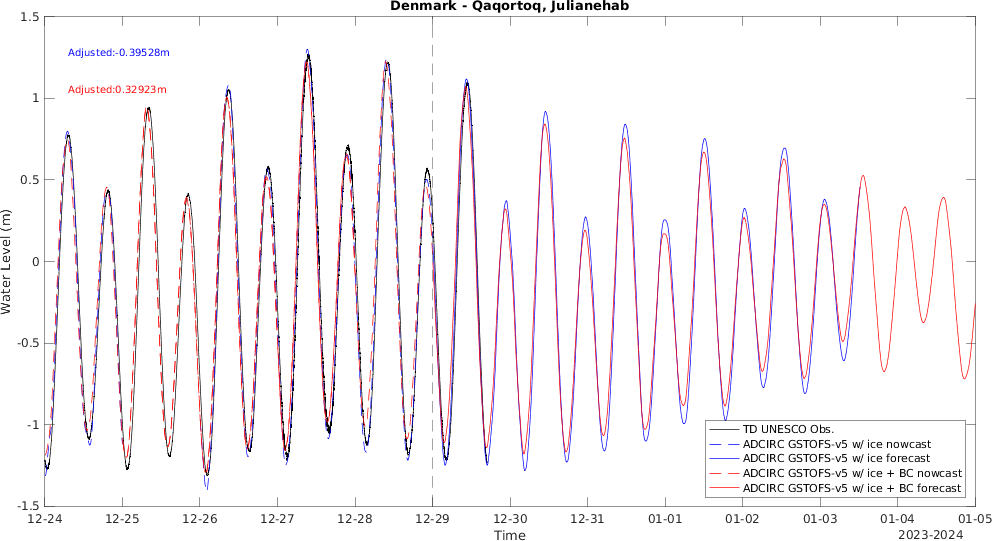 Denmark - Qaqortoq, Julianehab
Water Level (m)
1.5
1
0.5
0
-0.5
-1
-1.5
Adjusted:-0.39528m
Adjusted:0.32923m
TD UNESCO Obs.
ADCIRC GSTOFS-v5 w/ ice nowcast
ADCIRC GSTOFS-v5 w/ ice forecast
ADCIRC GSTOFS-v5 w/ ice + BC nowcast
ADCIRC GSTOFS-v5 w/ ice + BC forecast
12-24 12-25 12-26 12-27 12-28 12-29 12-30 12-31 01-01 01-02 01-03 01-04 01-05
Time
2023-2024